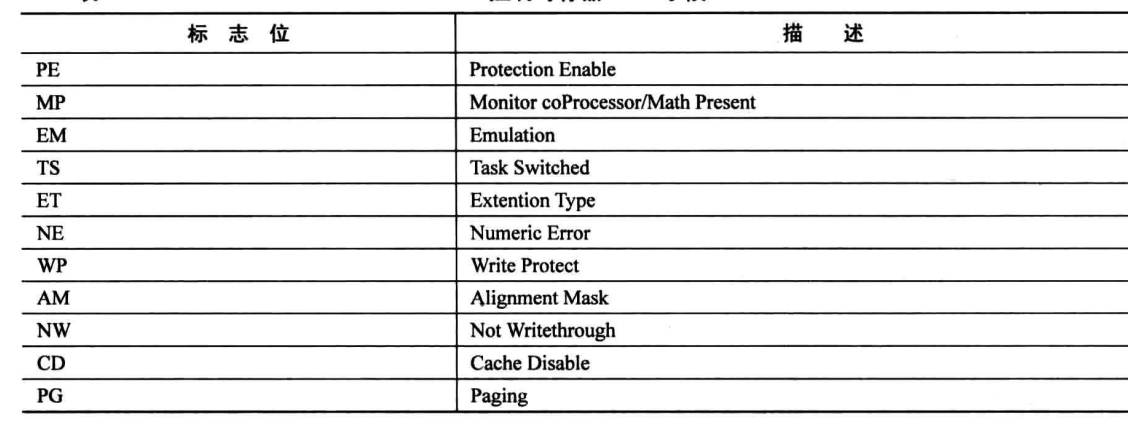 标 志 位 描 述
PE Protection Enable
MP Monitor coProcessor/Math Present
EM Emulation
TS Task Switched
ET Extention Type
NE Numeric Error
WP Write Protect
AM Alignment Mask
NW Not Writethrough
CD Cache Disable
PG Paging